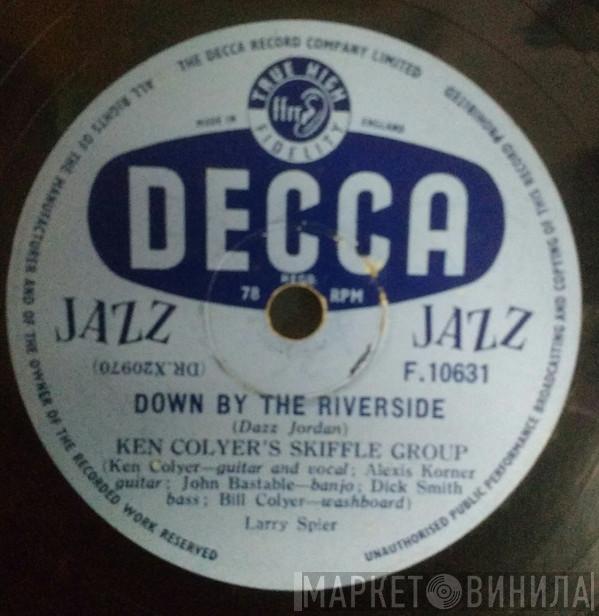 THE DECCA RECORD COMPANY LIMITED
ALL RIGHTS OF THE MANUFACTURER AND OF THE OWNER OF THE RECORDED WORK RESERVED
UNAUTHORISED PUBLIC PERFORMANCE BROADCASTING AND COPYING OF THIS RECORD PROHIBITED
TRUE HIGH
ffrr
FIDELITY
MADE IN ENGLAND
DECCA
REGD.
78 RPM
JAZZ JAZZ
(DR.X20970)
F.10631
DOWN BY THE RIVERSIDE
(Dazz Jordan)
KEN COLYER'S SKIFFLE GROUP
(Ken Colyer—guitar and vocal; Alexis Korner
guitar; John Bastable—banjo; Dick Smith
bass; Bill Colyer—washboard)
Larry Spier
МАРКЕТ ВИНИЛА